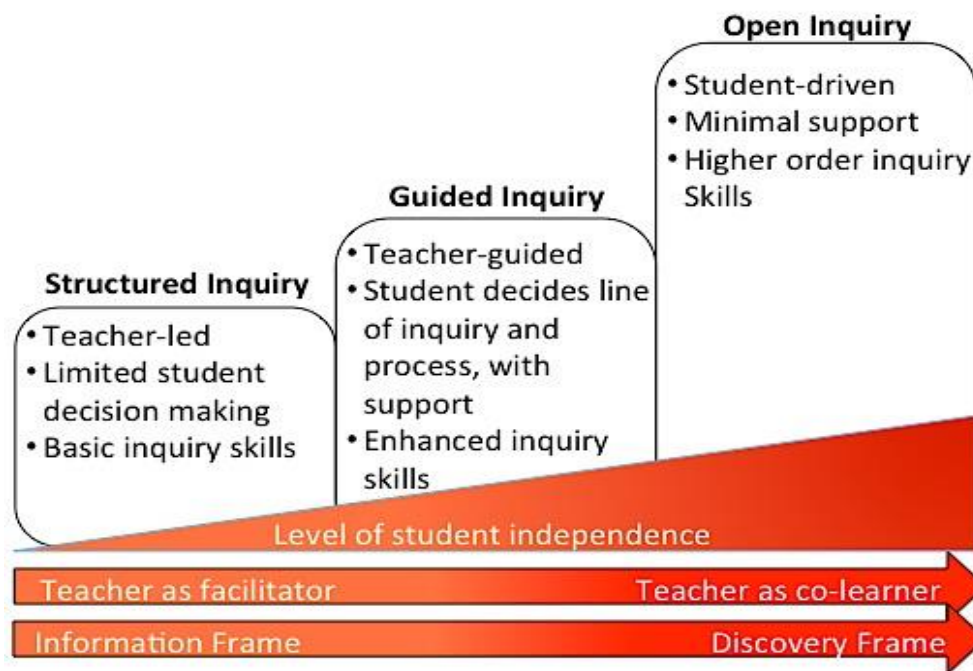 Open Inquiry
• Student-driven
• Minimal support
• Higher order inquiry
Skills
Guided Inquiry
• Teacher-guided
• Student decides line
of inquiry and
process, with
support
• Enhanced inquiry
skills
Structured Inquiry
• Teacher-led
• Limited student
decision making
• Basic inquiry skills
Level of student independence
Teacher as facilitator Teacher as co-learner
Information Frame Discovery Frame